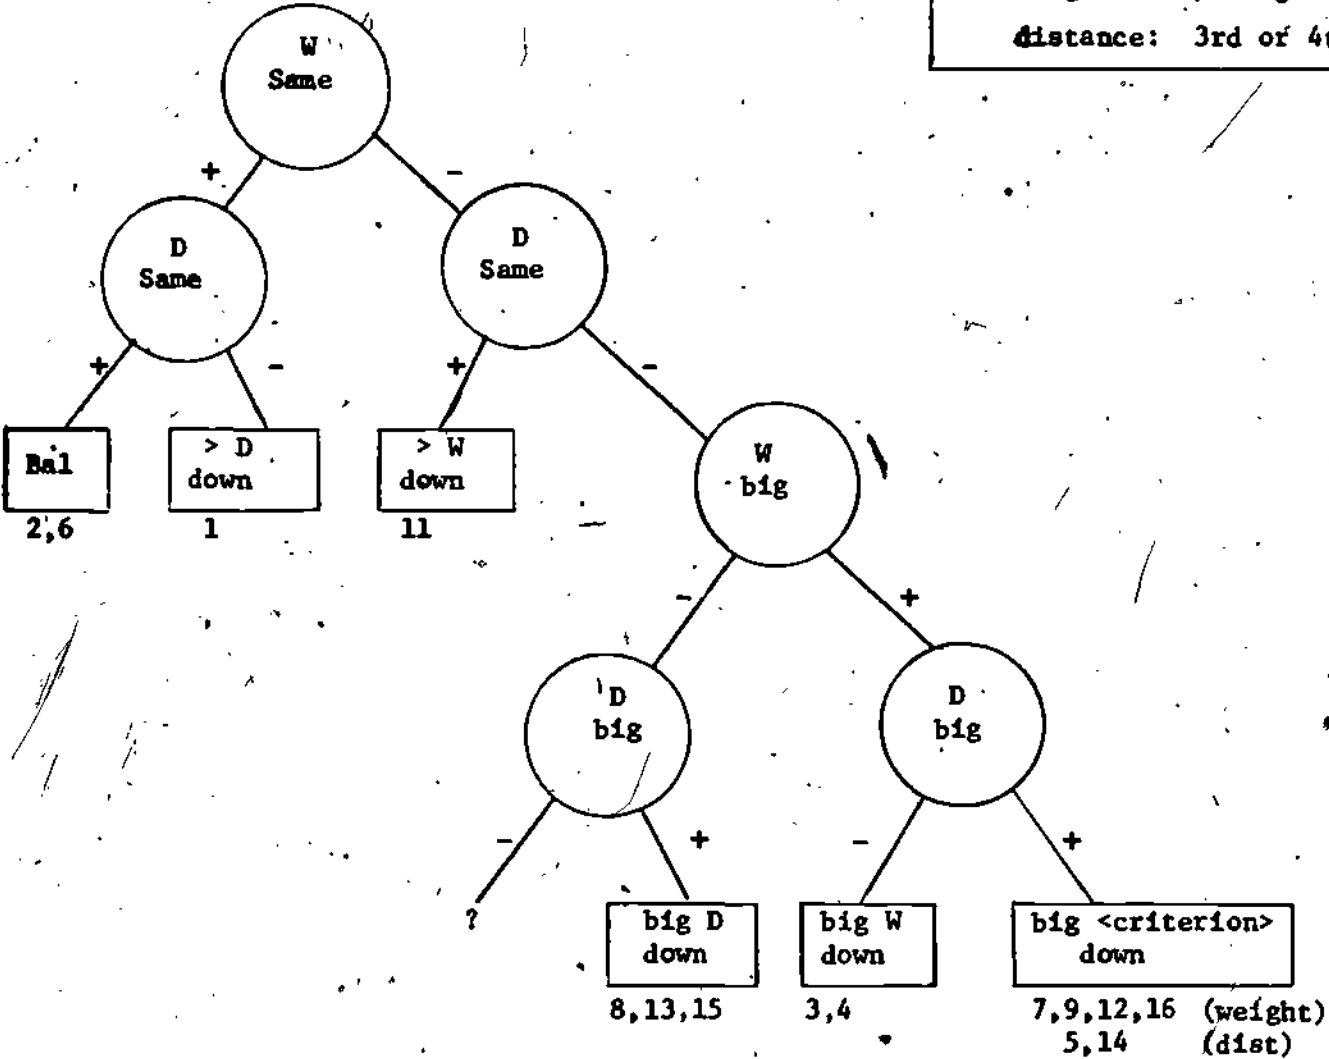 distance: 3rd or
W
Same
+
-
D
Same
D
Same
+
-
+
-
Bal
> D
down
> W
down
W
big
2,6
1
11
-
+
D
big
D
big
-
+
-
+
?
big D
down
big W
down
big <criterion>
down
8,13,15
3,4
7,9,12,16 (weight)
5,14 (dist)